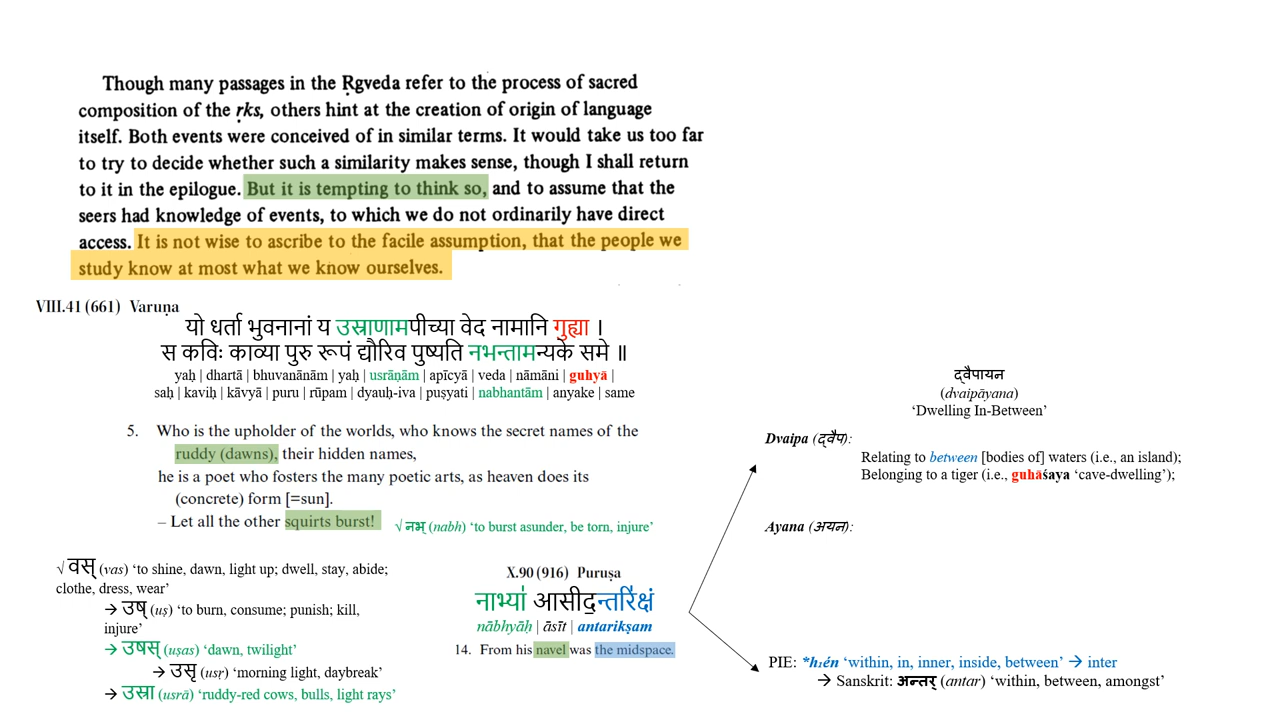 Though many passages in the Ṛgveda refer to the process of sacred
composition of the ṛks, others hint at the creation of origin of language
itself. Both events were conceived of in similar terms. It would take us too far
to try to decide whether such a similarity makes sense, though I shall return
to it in the epilogue. But it is tempting to think so, and to assume that the
seers had knowledge of events, to which we do not ordinarily have direct
access. It is not wise to ascribe to the facile assumption, that the people we
study know at most what we know ourselves.
VIII.41 (661) Varuṇa
यो धर्ता भुवनानां य उस्राणामपीच्या वेद नामानि गुह्या ।
स कविः काव्या पुरु रूपं द्यौरिव पुष्यति नभन्तामन्यके समे ॥
yaḥ | dhartā | bhuvanānām | yaḥ | usrāṇām | apīcyā | veda | nāmāni | guhyā |
saḥ | kaviḥ | kāvyā | puru | rūpam | dyauḥ-iva | puṣyati | nabhantām | anyake | same
5. Who is the upholder of the worlds, who knows the secret names of the
ruddy (dawns), their hidden names,
he is a poet who fosters the many poetic arts, as heaven does its
(concrete) form [=sun].
– Let all the other squirts burst!
√ नभ् (nabh) ‘to burst asunder, be torn, injure’
√ वस् (vas) ‘to shine, dawn, light up; dwell, stay, abide;
clothe, dress, wear’
→ उष् (uṣ) ‘to burn, consume; punish; kill,
injure’
→ उषस् (uṣas) ‘dawn, twilight’
→ उसृ (usṛ) ‘morning light, daybreak’
→ उस्रा (usrā) ‘ruddy-red cows, bulls, light rays’
X.90 (916) Puruṣa
नाभ्या॑ आसीद॒न्तरि॑क्षं
nābhyāḥ | āsīt | antarikṣam
14. From his navel was the midspace.
द्वैपायन
(dvaipāyana)
‘Dwelling In-Between’
Dvaipa (द्वैप):
Relating to between [bodies of] waters (i.e., an island);
Belonging to a tiger (i.e., guhāśaya ‘cave-dwelling’);
Ayana (अयन):
PIE: *h₁én ‘within, in, inner, inside, between’ → inter
→ Sanskrit: अन्तर् (antar) ‘within, between, amongst’